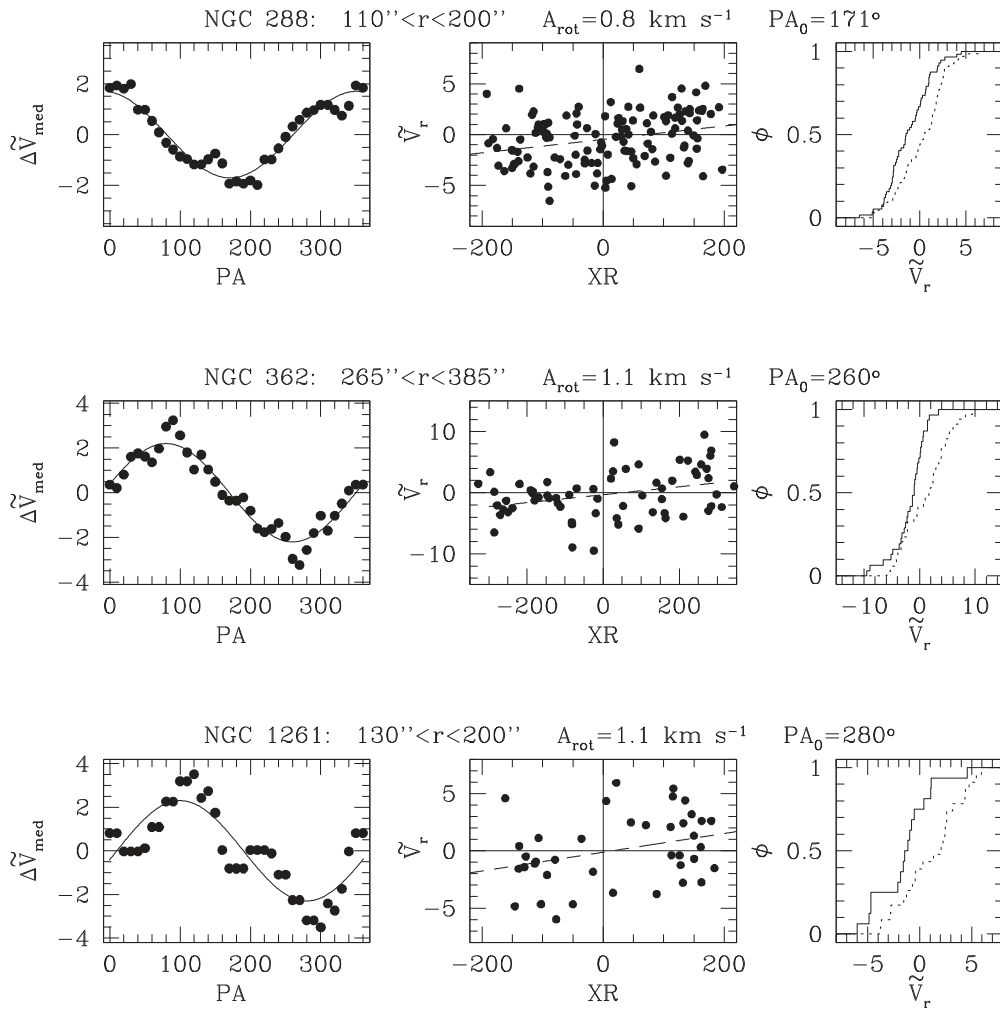 NGC 288: 110''<r<200'' A_rot=0.8 km s⁻¹ PA₀=171°
ΔṼ_med
2
0
−2
0 100 200 300
PA
Ṽ_r
5
0
−5
−200 0 200
XR
ϕ
1
0.5
0
−5 0 5
Ṽ_r
NGC 362: 265''<r<385'' A_rot=1.1 km s⁻¹ PA₀=260°
ΔṼ_med
4
2
0
−2
−4
0 100 200 300
PA
Ṽ_r
10
0
−10
−200 0 200
XR
ϕ
1
0.5
0
−10 0 10
Ṽ_r
NGC 1261: 130''<r<200'' A_rot=1.1 km s⁻¹ PA₀=280°
ΔṼ_med
4
2
0
−2
−4
0 100 200 300
PA
Ṽ_r
5
0
−5
−200 0 200
XR
ϕ
1
0.5
0
−5 0 5
Ṽ_r